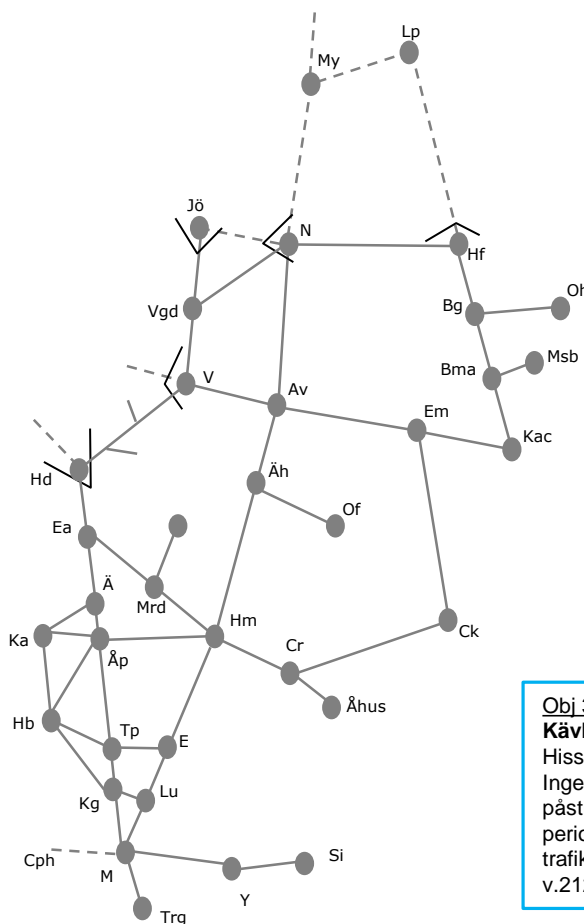 Lp
My
Jö
N
Hf
Vgd
Bg
Oh
Msb
Bma
V
Av
Em
Kac
Hd
Äh
Of
Ea
Ä
Mrd
Hm
Ck
Ka
Åp
Cr
Åhus
Hb
Tp
E
Kg
Lu
Cph
M
Si
Y
Trg
Obj 
Kävl
Hiss
Inge
påst
perio
trafik
v.21